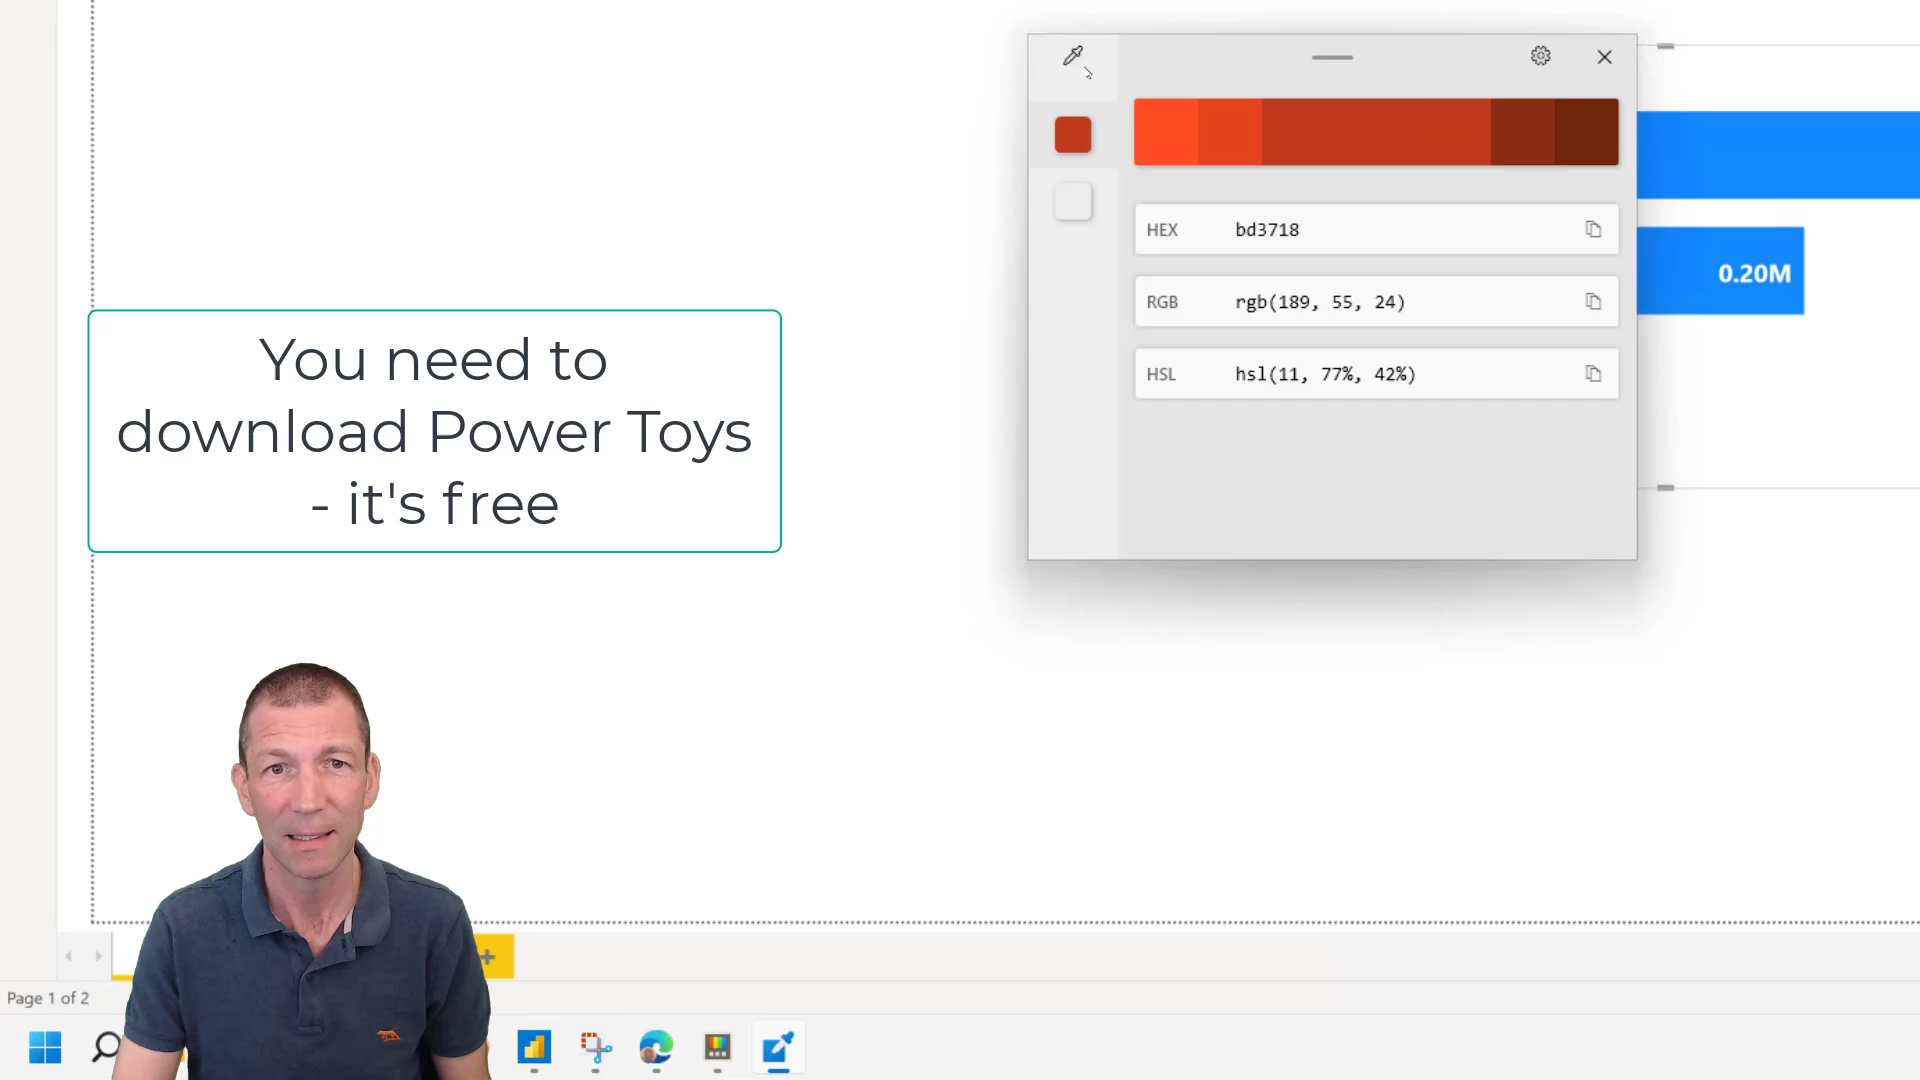 HEX bd3718
RGB rgb(189, 55, 24)
HSL hsl(11, 77%, 42%)
0.20M
You need to
download Power Toys
- it's free
Page 1 of 2